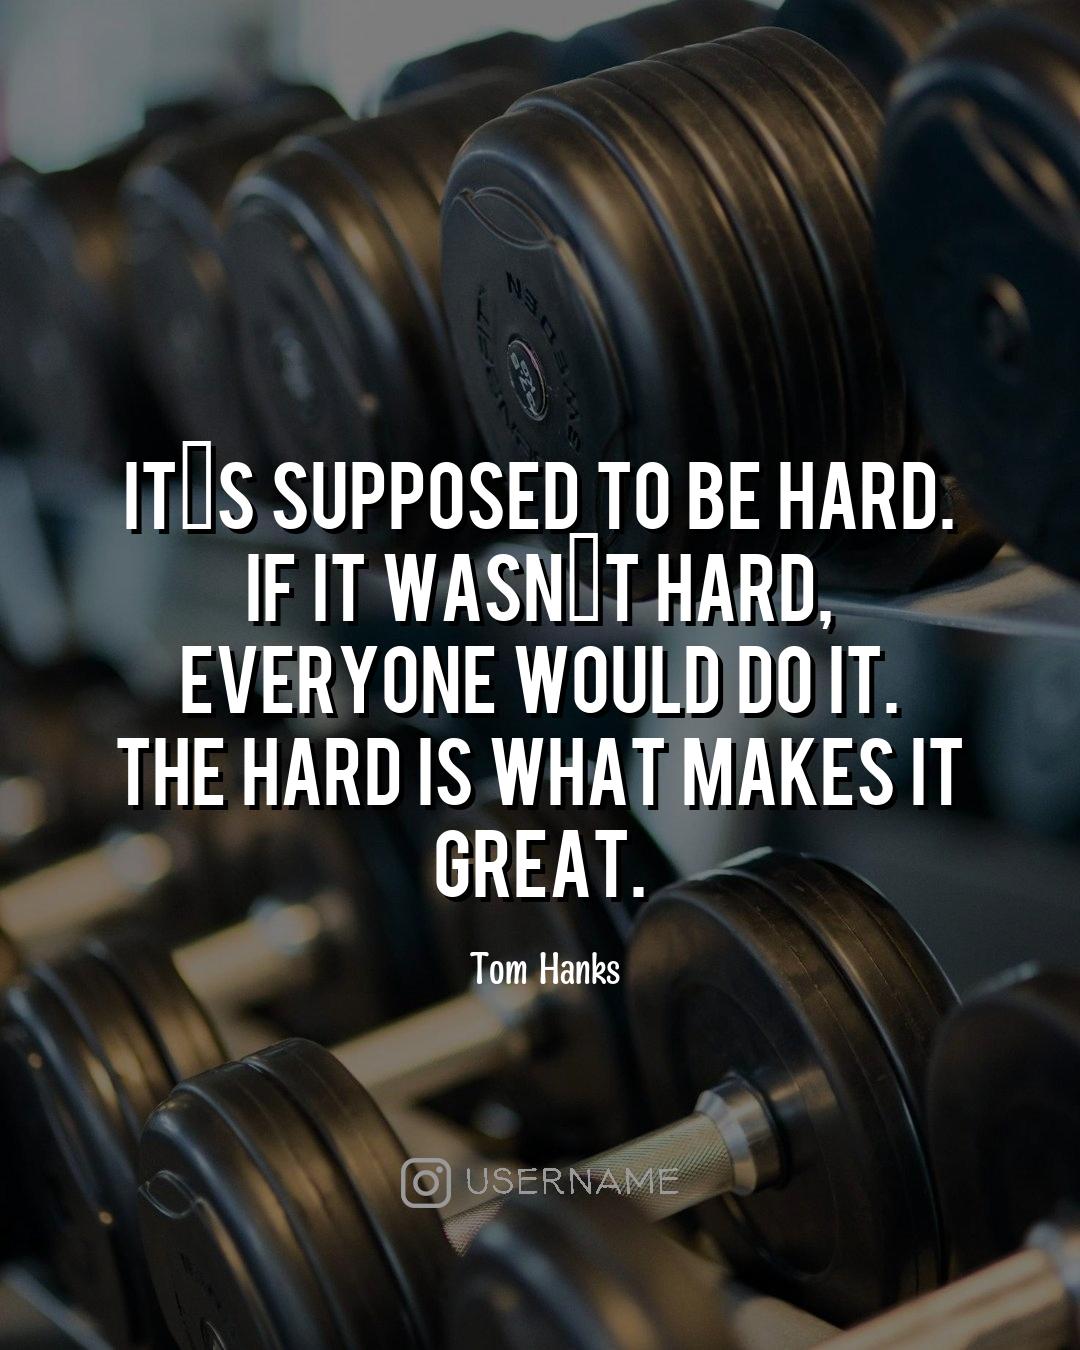 IT▯S SUPPOSED TO BE HARD.
IF IT WASN▯T HARD,
EVERYONE WOULD DO IT.
THE HARD IS WHAT MAKES IT
GREAT.
Tom Hanks
USERNAME